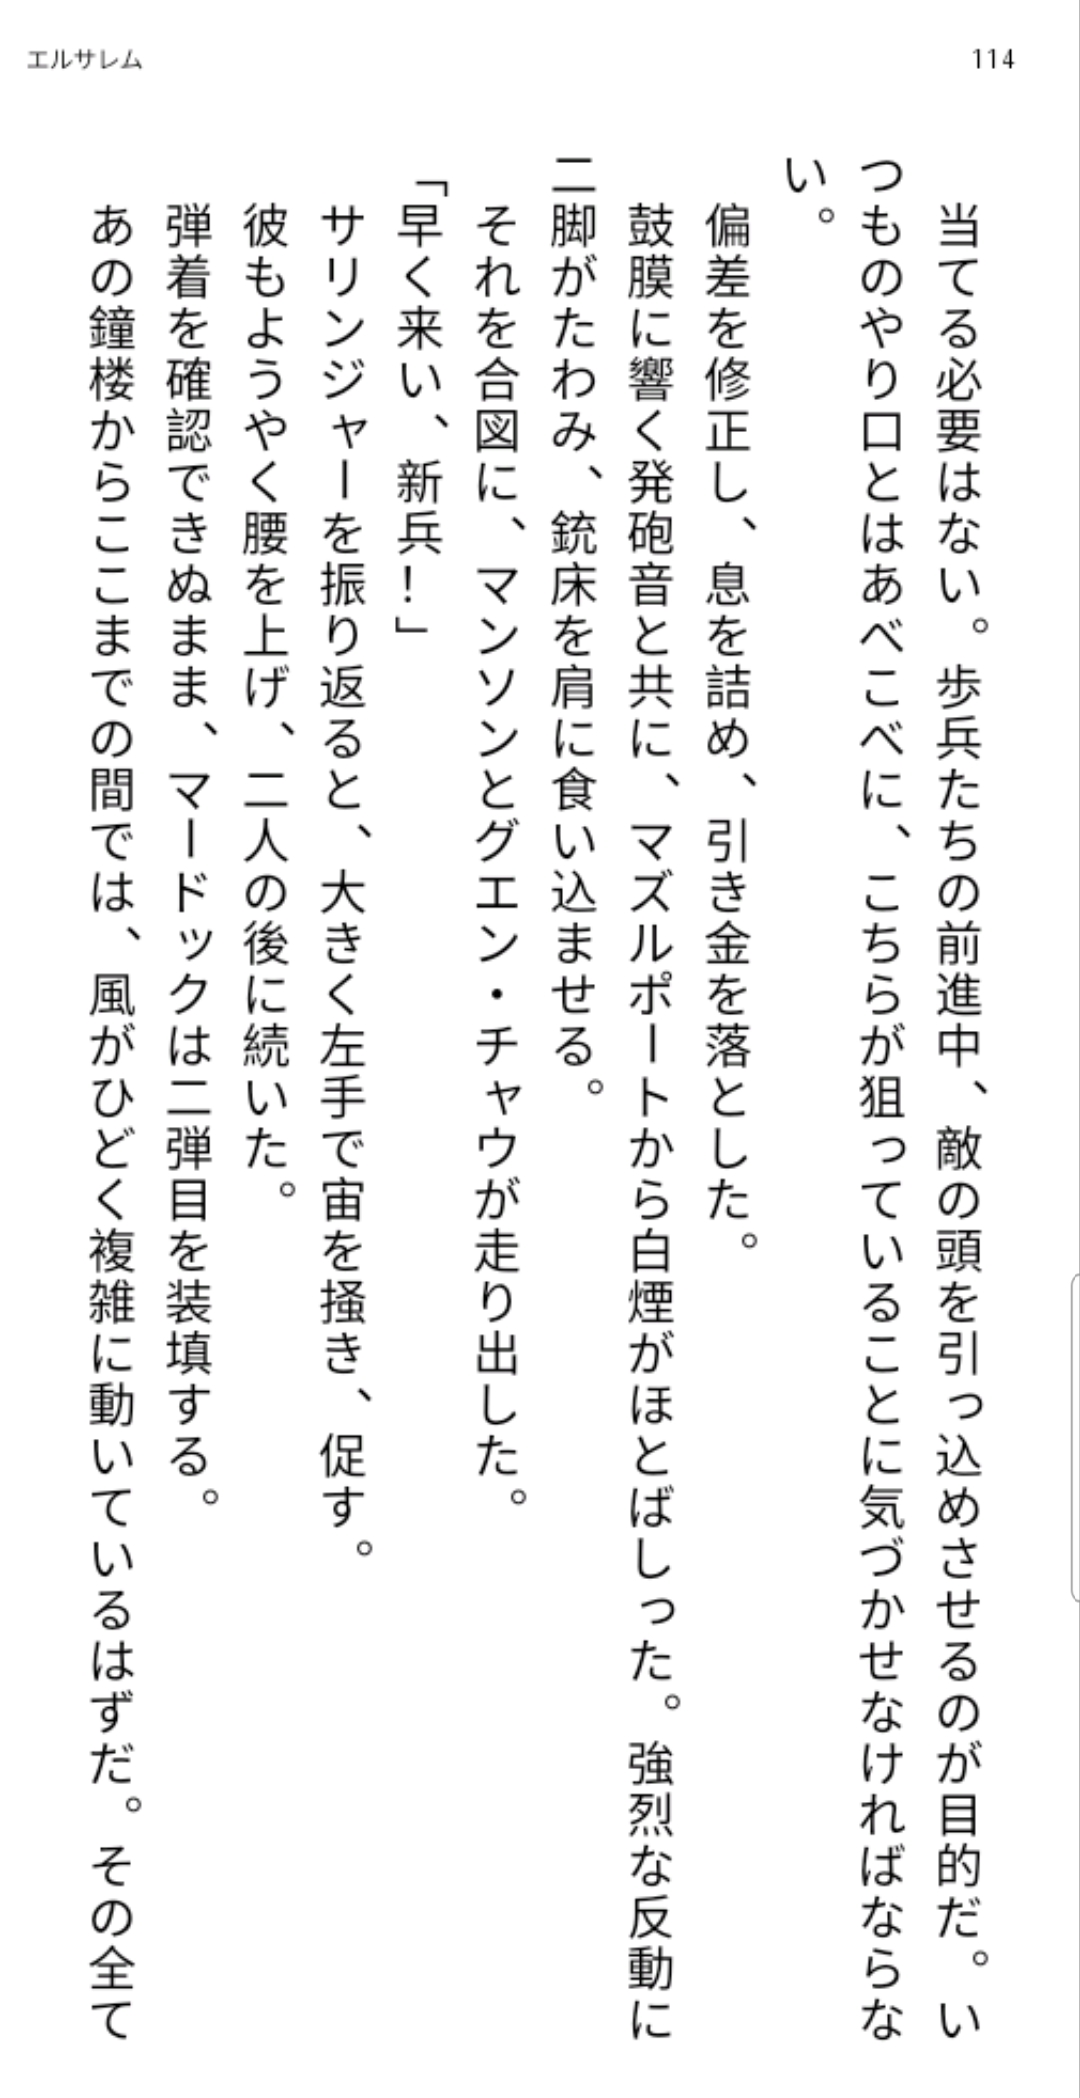 エルサレム
114
当てる必要はない。歩兵たちの前進中、敵の頭を引っ込めさせるのが目的だ。い
つものやり口とはあべこべに、こちらが狙っていることに気づかせなければならな
い。
偏差を修正し、息を詰め、引き金を落とした。
鼓膜に響く発砲音と共に、マズルポートから白煙がほとばしった。強烈な反動に
二脚がたわみ、銃床を肩に食い込ませる。
それを合図に、マンソンとグエン・チャウが走り出した。
「早く来い、新兵！」
サリンジャーを振り返ると、大きく左手で宙を掻き、促す。
彼もようやく腰を上げ、二人の後に続いた。
弾着を確認できぬまま、マードックは二弾目を装填する。
あの鐘楼からここまでの間では、風がひどく複雑に動いているはずだ。その全て